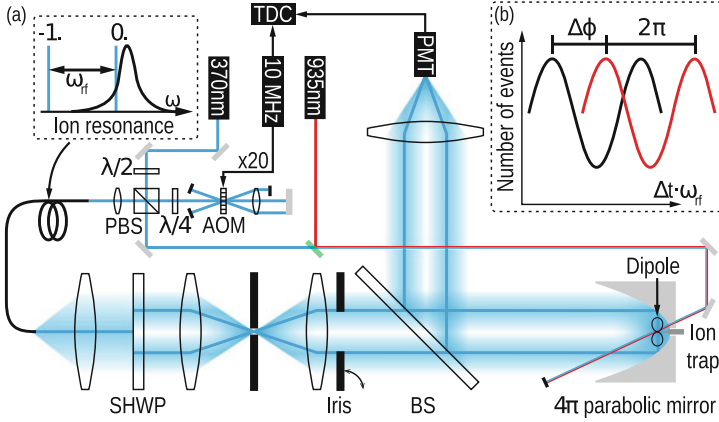 (a)
-1.
0.
ω_rf
ω
Ion resonance
370nm
TDC
10 MHz
935nm
PMT
x20
λ/2
PBS
λ/4
AOM
SHWP
Iris
BS
Dipole
Ion
trap
4π parabolic mirror
(b)
Δϕ
2π
Number of events
Δt·ω_rf